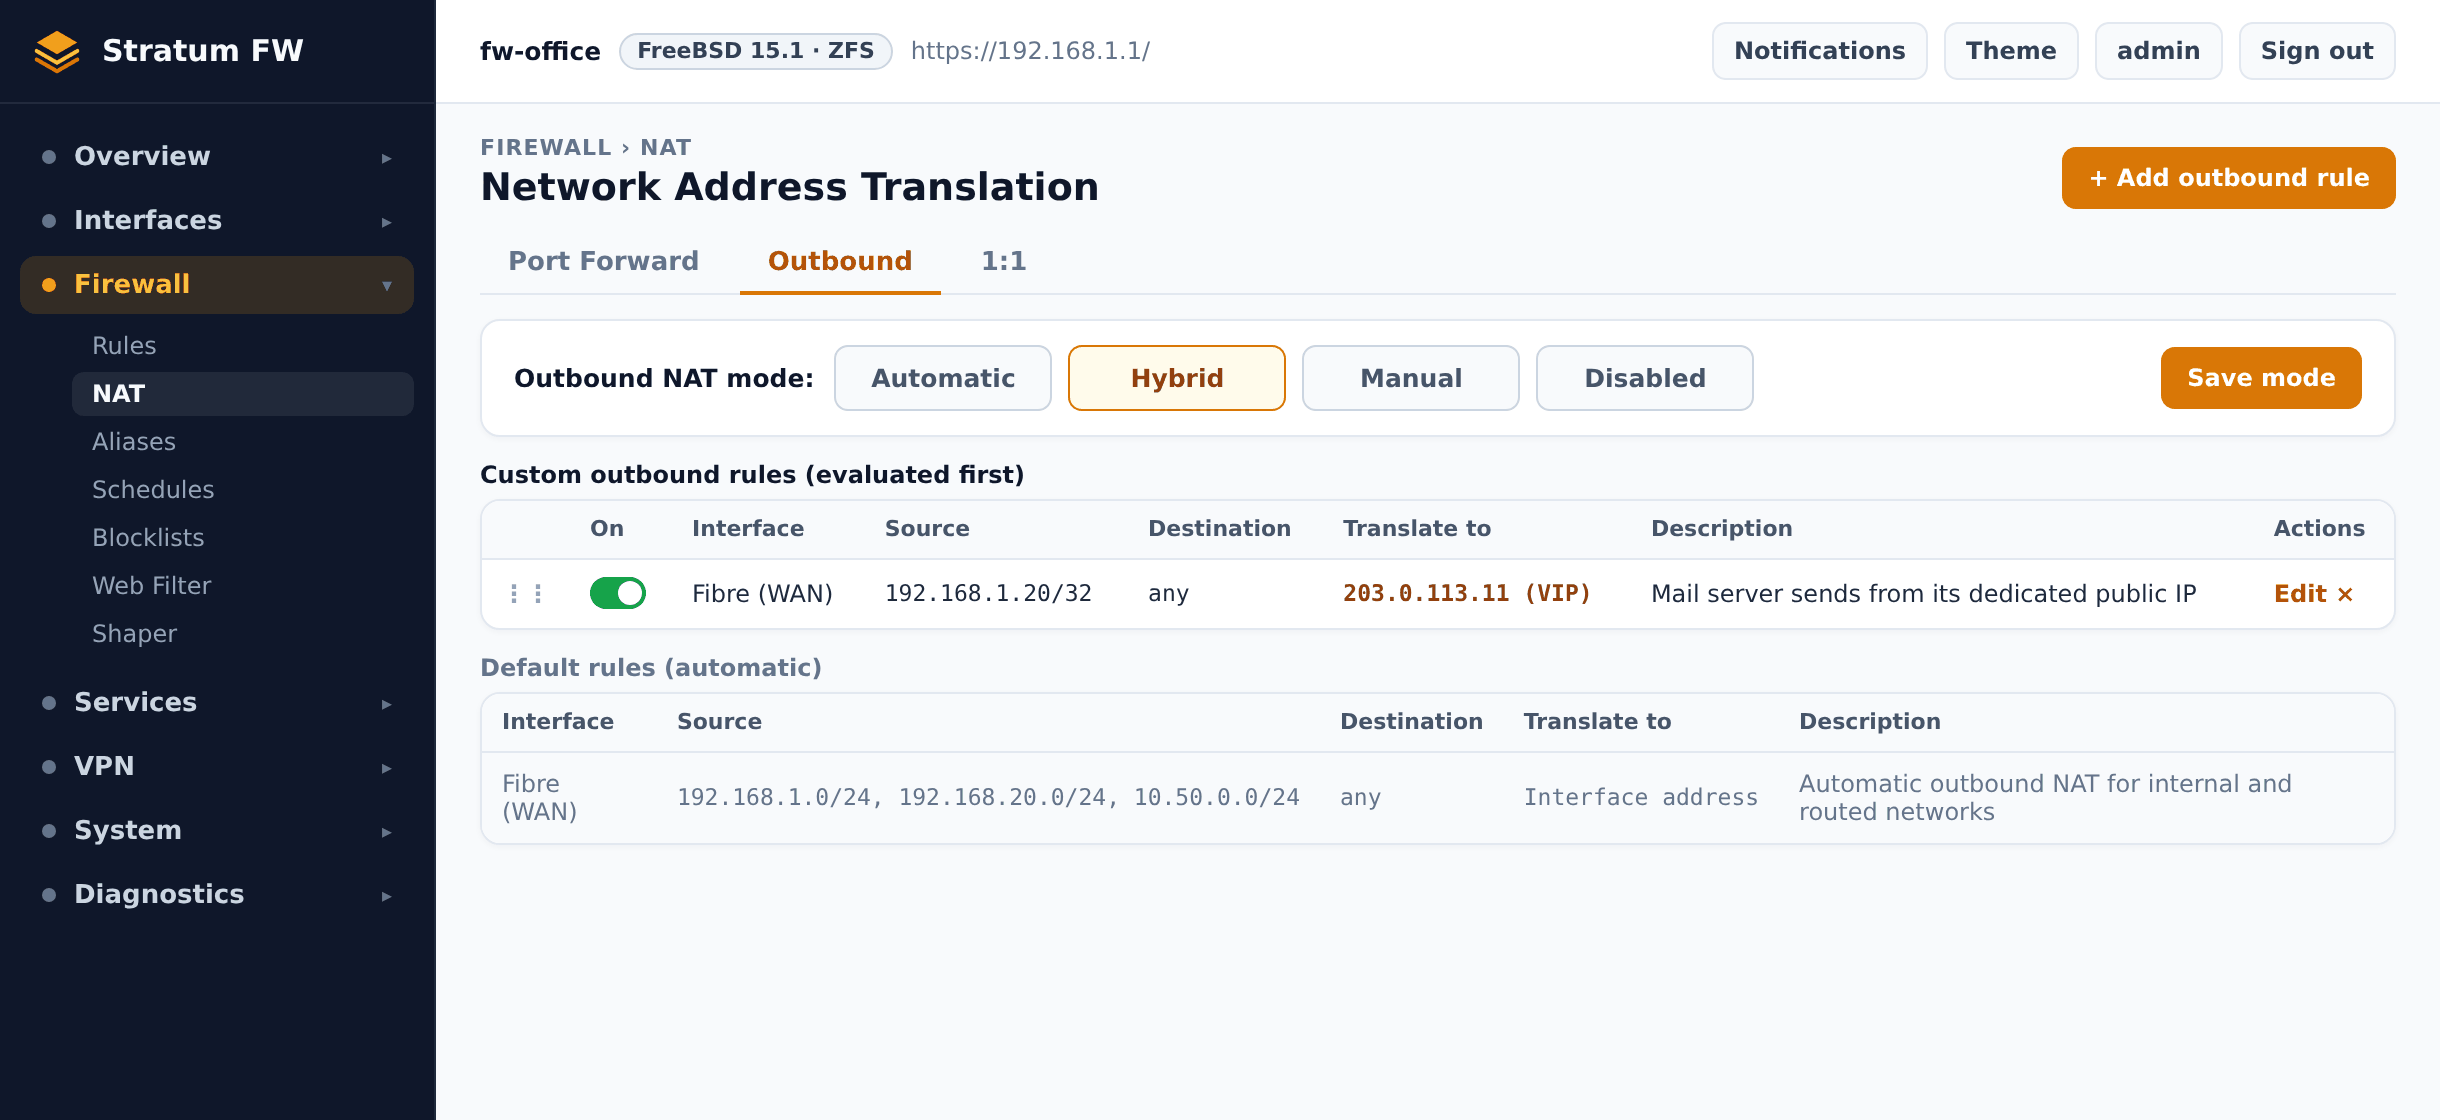 Stratum FW
fw-office
FreeBSD 15.1 · ZFS
https://192.168.1.1/
Notifications
Theme
admin
Sign out
Overview
Interfaces
Firewall
Rules
NAT
Aliases
Schedules
Blocklists
Web Filter
Shaper
Services
VPN
System
Diagnostics
FIREWALL › NAT
Network Address Translation
+ Add outbound rule
Port Forward
Outbound
1:1
Outbound NAT mode:
Automatic
Hybrid
Manual
Disabled
Save mode
Custom outbound rules (evaluated first)
On Interface Source Destination Translate to Description Actions
Fibre (WAN) 192.168.1.20/32 any 203.0.113.11 (VIP) Mail server sends from its dedicated public IP Edit ×
Default rules (automatic)
Interface Source Destination Translate to Description
Fibre
(WAN)
192.168.1.0/24, 192.168.20.0/24, 10.50.0.0/24
any
Interface address
Automatic outbound NAT for internal and
routed networks